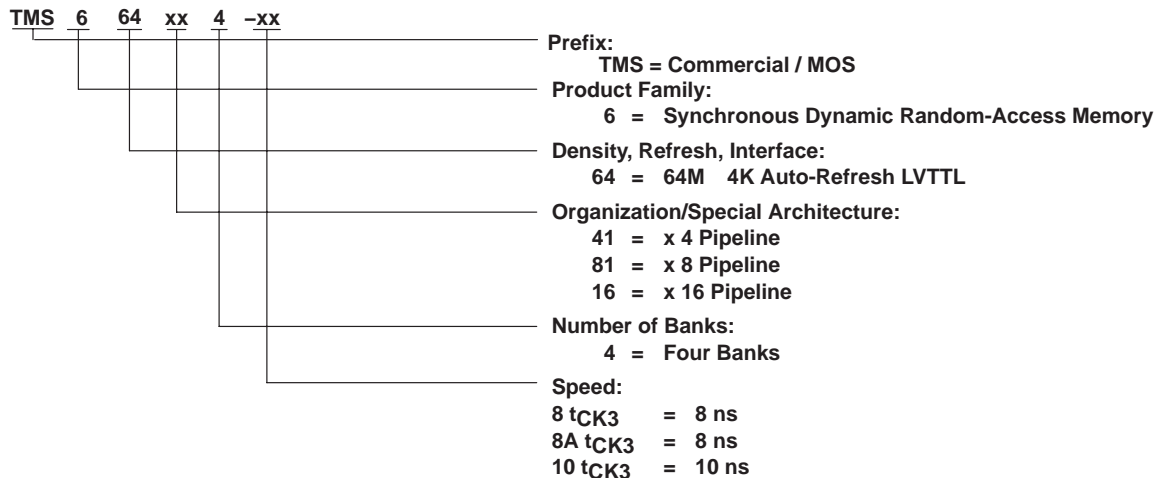 TMS 6 64 xx 4 –xx
Prefix:
TMS = Commercial / MOS
Product Family:
6 = Synchronous Dynamic Random-Access Memory
Density, Refresh, Interface:
64 = 64M 4K Auto-Refresh LVTTL
Organization/Special Architecture:
41 = x 4 Pipeline
81 = x 8 Pipeline
16 = x 16 Pipeline
Number of Banks:
4 = Four Banks
Speed:
8 tCK3 = 8 ns
8A tCK3 = 8 ns
10 tCK3 = 10 ns